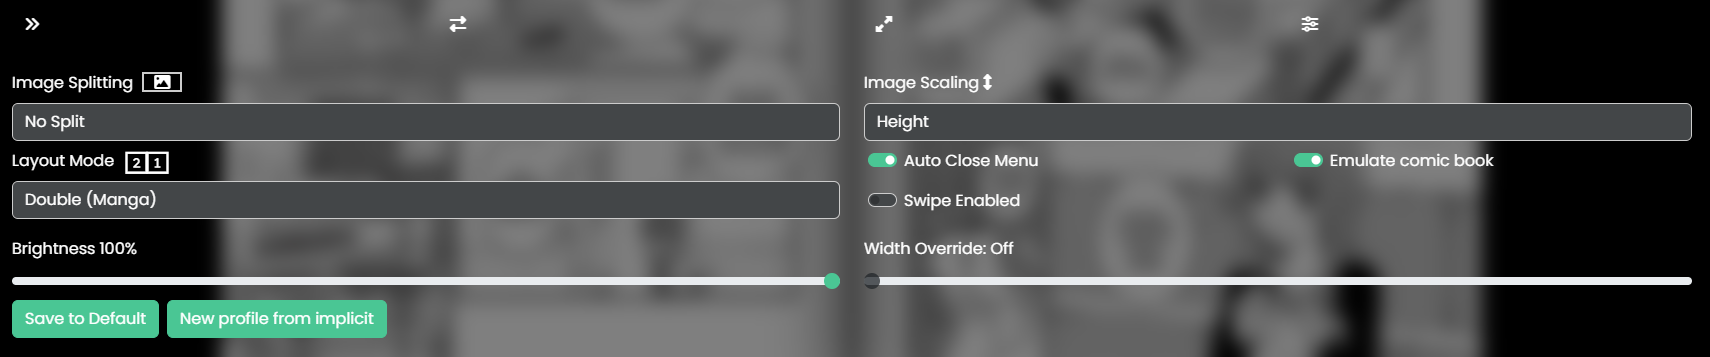 Image Splitting
No Split
Layout Mode 2 1
Double (Manga)
Brightness 100%
Save to Default
New profile from implicit
Image Scaling
Height
Auto Close Menu
Emulate comic book
Swipe Enabled
Width Override: Off